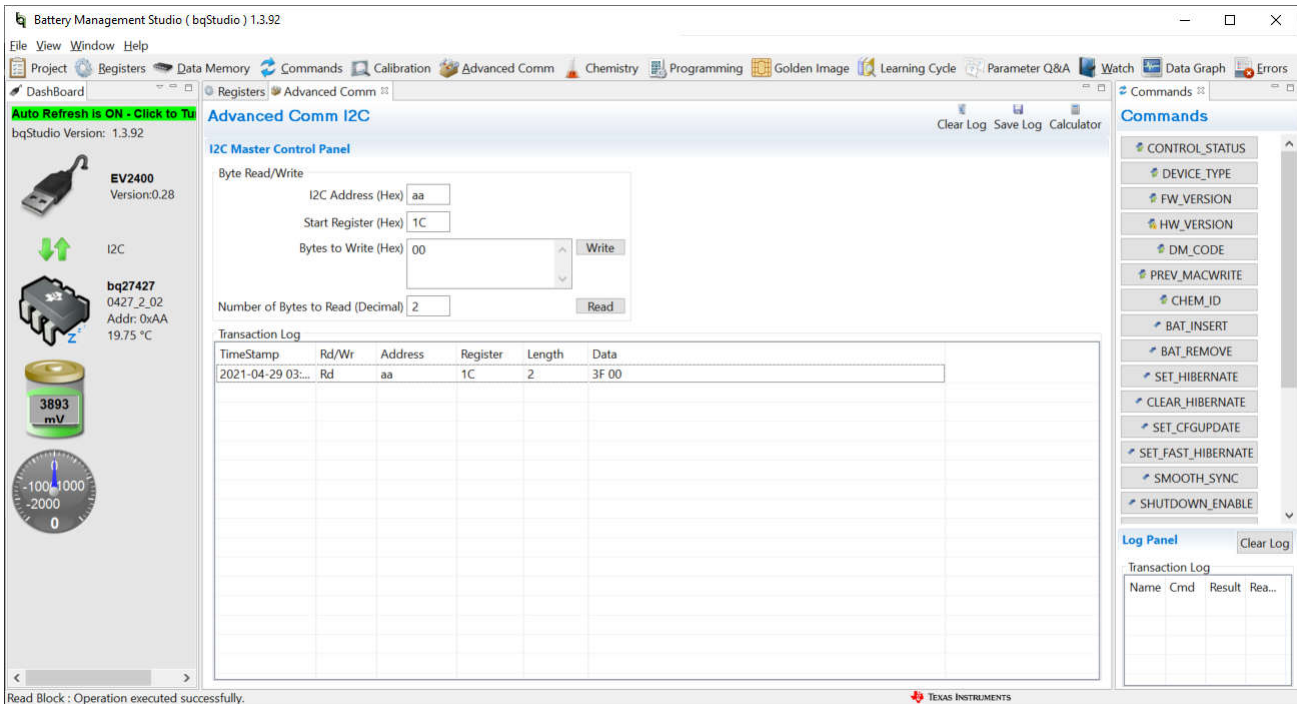 Battery Management Studio ( bqStudio ) 1.3.92
File View Window Help
Project Registers Data Memory Commands Calibration Advanced Comm Chemistry Programming Golden Image Learning Cycle Parameter Q&A Watch Data Graph Errors
DashBoard
Auto Refresh is ON - Click to Tu
bqStudio Version: 1.3.92
EV2400
Version:0.28
I2C
bq27427
0427_2_02
Addr: 0xAA
19.75 °C
z
3893
mV
0
-100 1000
-2000
0
Registers Advanced Comm
Advanced Comm I2C
Clear Log Save Log Calculator
I2C Master Control Panel
Byte Read/Write
I2C Address (Hex) aa
Start Register (Hex) 1C
Bytes to Write (Hex) 00 Write
Number of Bytes to Read (Decimal) 2 Read
Transaction Log
TimeStamp Rd/Wr Address Register Length Data
2021-04-29 03:... Rd aa 1C 2 3F 00
Commands
Commands
CONTROL_STATUS
DEVICE_TYPE
FW_VERSION
HW_VERSION
DM_CODE
PREV_MACWRITE
CHEM_ID
BAT_INSERT
BAT_REMOVE
SET_HIBERNATE
CLEAR_HIBERNATE
SET_CFGUPDATE
SET_FAST_HIBERNATE
SMOOTH_SYNC
SHUTDOWN_ENABLE
Log Panel Clear Log
Transaction Log
Name Cmd Result Rea...
Read Block : Operation executed successfully.
TEXAS INSTRUMENTS